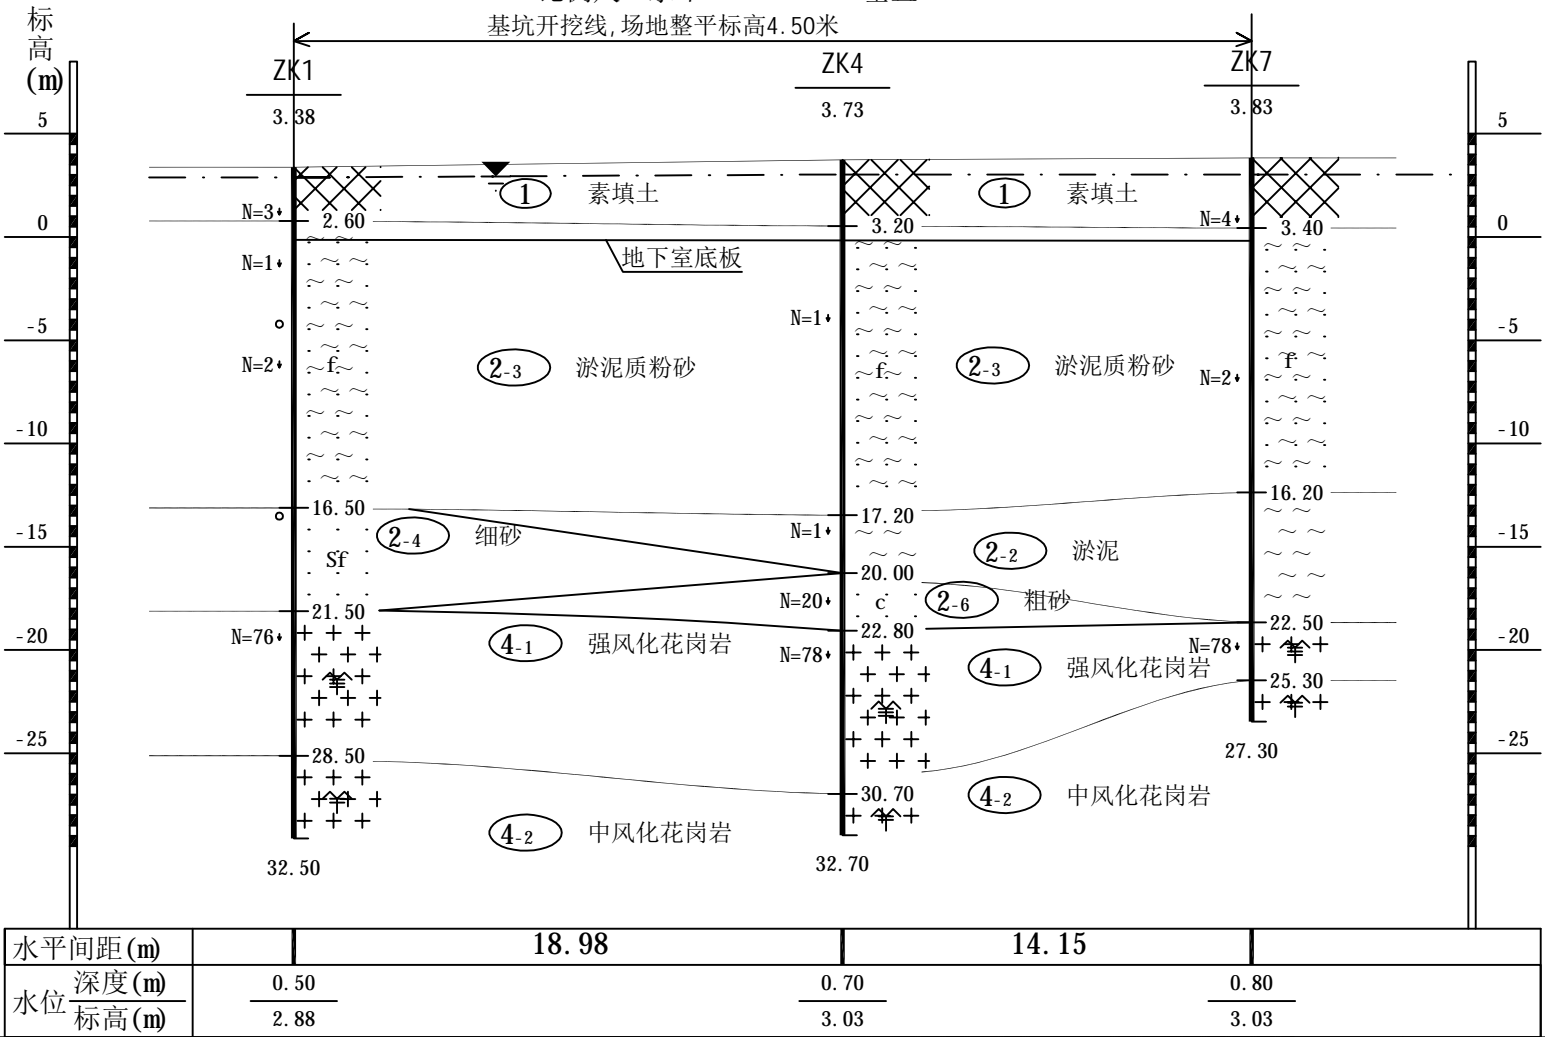 基坑开挖线,场地整平标高4.50米
标高(m)
ZK1
3.38
ZK4
3.73
ZK7
3.83
5
5
N=3
2.60
① 素填土
3.20
① 素填土
N=4
3.40
0
0
N=1
地下室底板
-5
N=1
-5
N=2
f
2-3 淤泥质粉砂
f
2-3 淤泥质粉砂
N=2
f
-10
-10
16.50
17.20
16.20
-15
2-4 细砂
N=1
2-2 淤泥
-15
Sf
20.00
N=20
c
2-6 粗砂
21.50
22.80
22.50
-20
N=76
4-1 强风化花岗岩
N=78
4-1 强风化花岗岩
N=78
-20
25.30
-25
28.50
27.30
-25
30.70
4-2 中风化花岗岩
4-2 中风化花岗岩
32.50
32.70
水平间距(m) 18.98 14.15
水位 深度(m) 0.50 0.70 0.80
标高(m) 2.88 3.03 3.03